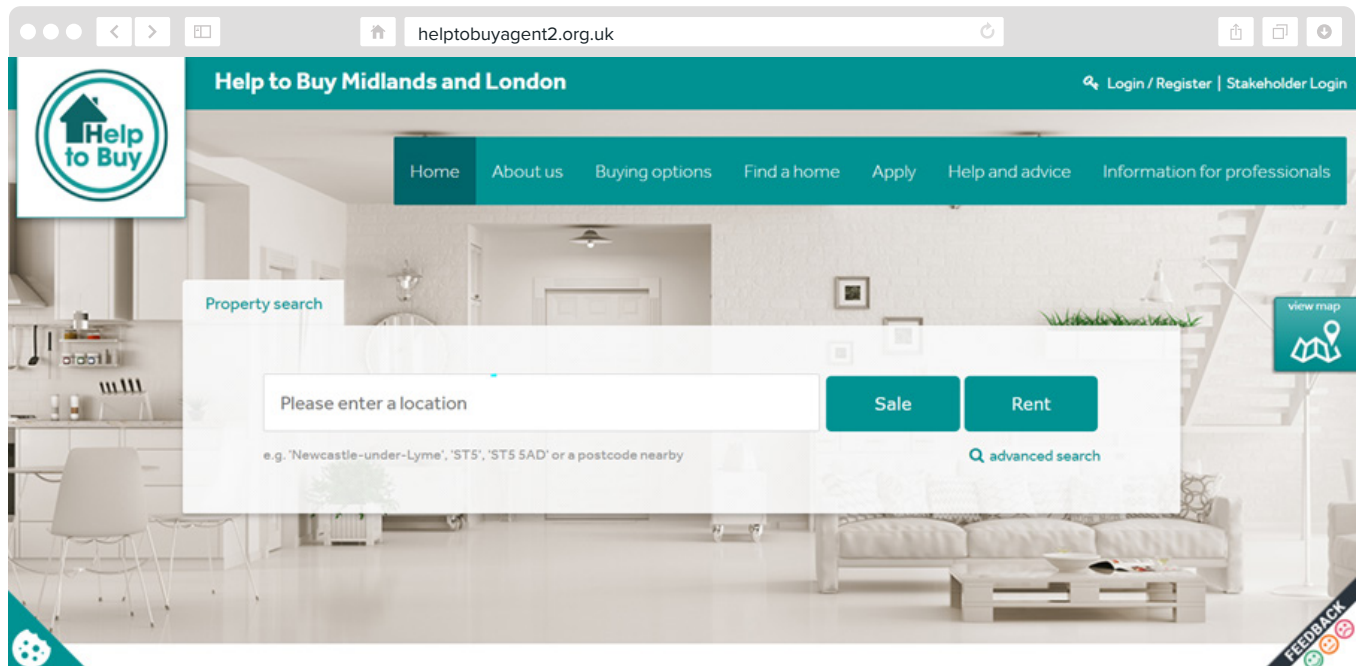 helptobuyagent2.org.uk
Help to Buy Midlands and London
Login / Register | Stakeholder Login
Help
to Buy
Home About us Buying options Find a home Apply Help and advice Information for professionals
Property search
view map
Please enter a location
Sale
Rent
e.g. 'Newcastle-under-Lyme', 'ST5', 'ST5 5AD' or a postcode nearby
advanced search
FEEDBACK